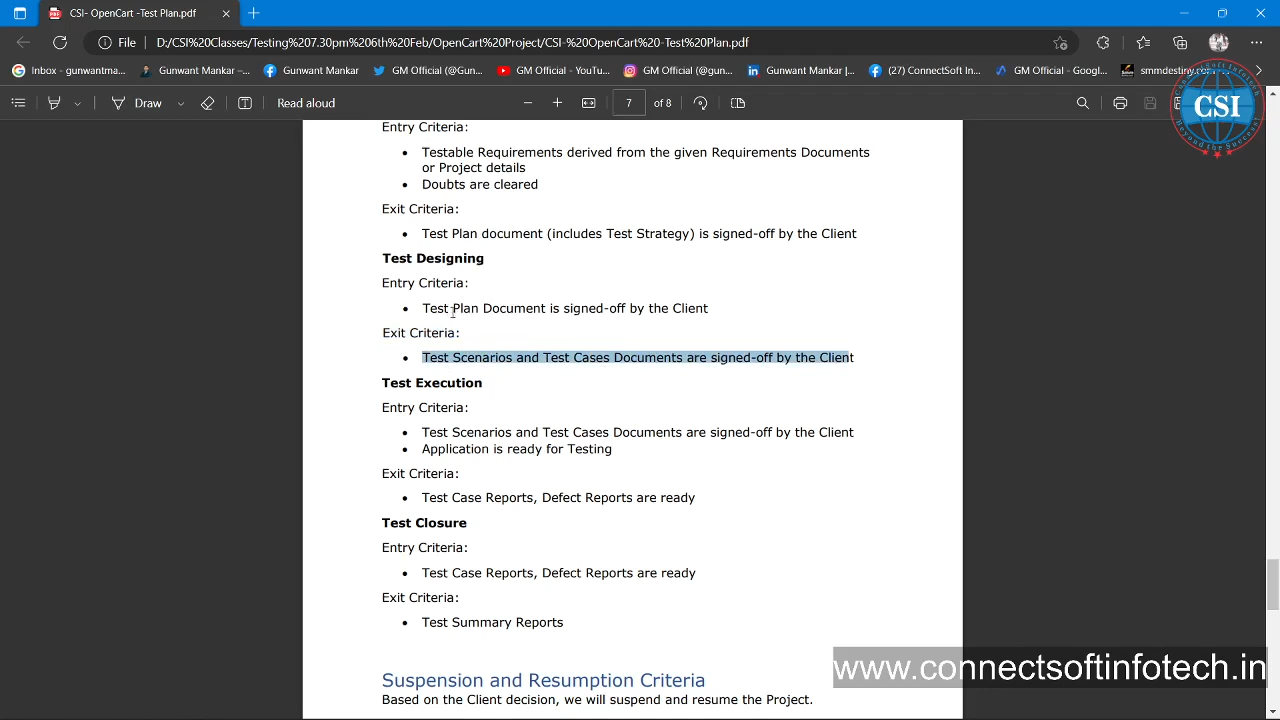 CSI- OpenCart -Test Plan.pdf
File
D:/CSI%20Classes/Testing%207.30pm%206th%20Feb/OpenCart%20Project/CSI-%20OpenCart%20-Test%20Plan.pdf
Inbox - gunwantma...
Gunwant Mankar –...
Gunwant Mankar
GM Official (@Gun...
GM Official - YouTu...
GM Official (@gun...
Gunwant Mankar |...
(27) ConnectSoft In...
GM Official - Googl...
smmdestiny.com
Draw
Read aloud
7
of 8
CSI
Beyond the Success!
Entry Criteria:
• Testable Requirements derived from the given Requirements Documents
or Project details
• Doubts are cleared
Exit Criteria:
• Test Plan document (includes Test Strategy) is signed-off by the Client
Test Designing
Entry Criteria:
• Test Plan Document is signed-off by the Client
Exit Criteria:
• Test Scenarios and Test Cases Documents are signed-off by the Client
Test Execution
Entry Criteria:
• Test Scenarios and Test Cases Documents are signed-off by the Client
• Application is ready for Testing
Exit Criteria:
• Test Case Reports, Defect Reports are ready
Test Closure
Entry Criteria:
• Test Case Reports, Defect Reports are ready
Exit Criteria:
• Test Summary Reports
Suspension and Resumption Criteria
Based on the Client decision, we will suspend and resume the Project.
www.connectsoftinfotech.in